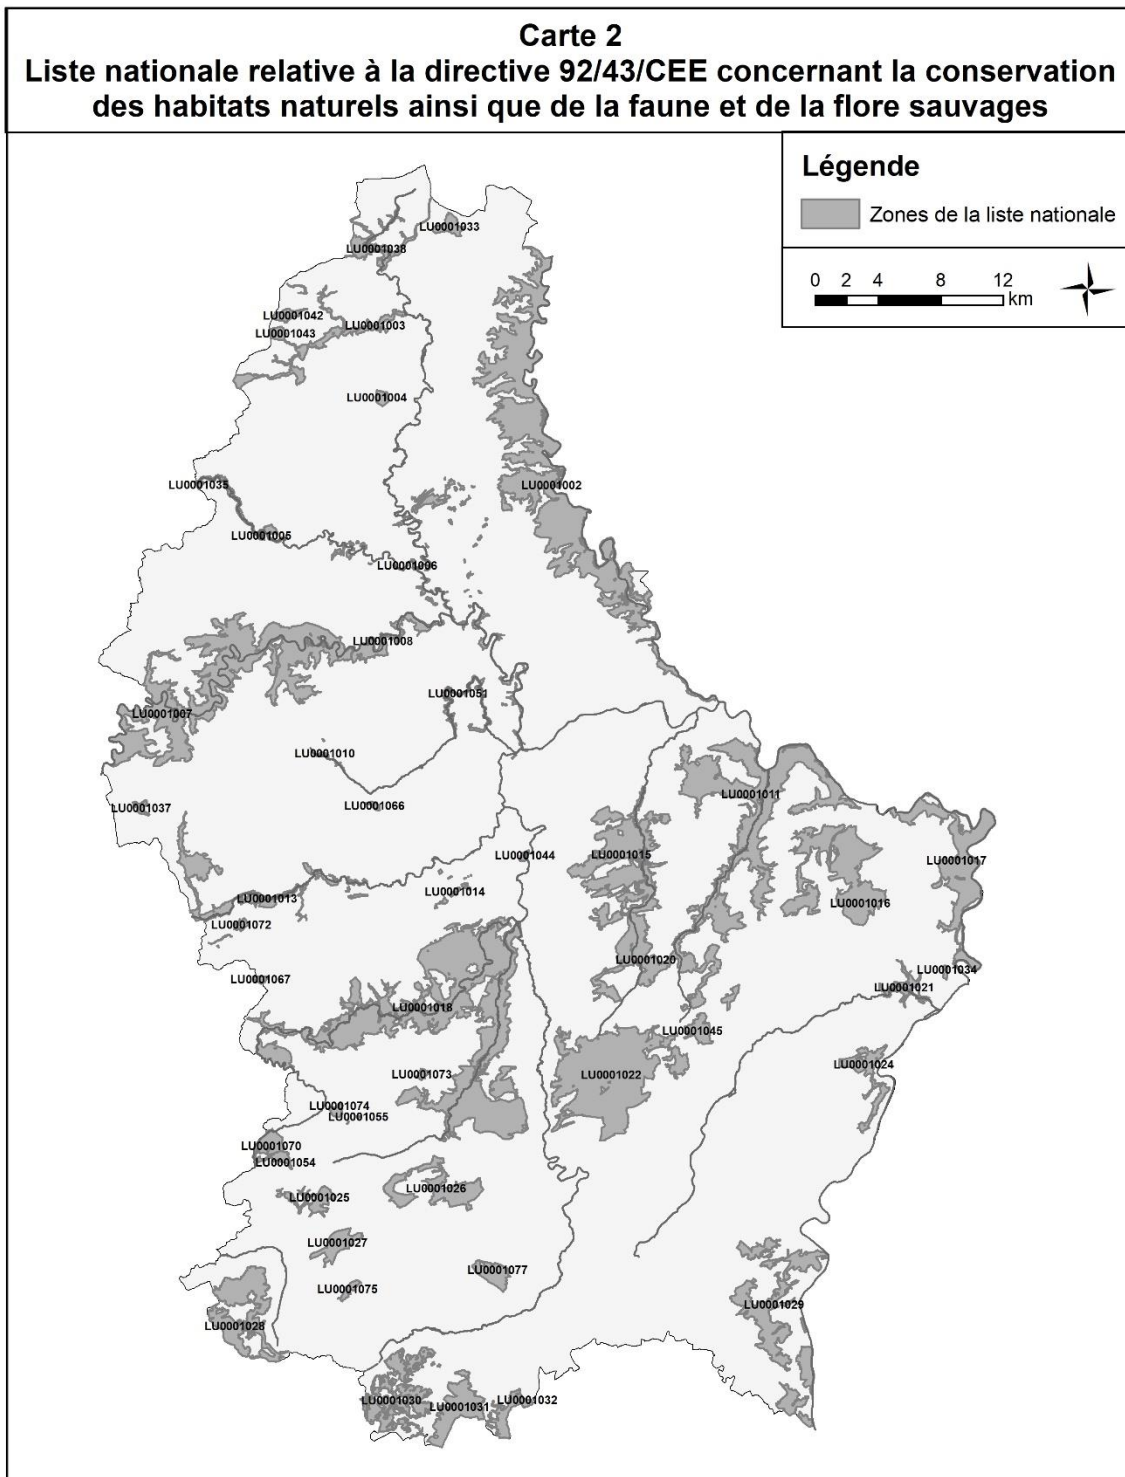 Carte 2
Liste nationale relative à la directive 92/43/CEE concernant la conservation
des habitats naturels ainsi que de la faune et de la flore sauvages
Légende
Zones de la liste nationale
0 2 4 8 12
km
LU0001033
LU0001038
LU0001042
LU0001003
LU0001043
LU0001004
LU0001035
LU0001002
LU0001005
LU0001006
LU0001008
LU0001051
LU0001007
LU0001010
LU0001011
LU0001037
LU0001066
LU0001044
LU0001015
LU0001017
LU0001014
LU0001013
LU0001016
LU0001072
LU0001020
LU0001034
LU0001067
LU0001021
LU0001018
LU0001045
LU0001024
LU0001073
LU0001022
LU0001074
LU0001055
LU0001070
LU0001054
LU0001026
LU0001025
LU0001027
LU0001077
LU0001075
LU0001029
LU0001028
LU0001030
LU0001032
LU0001031